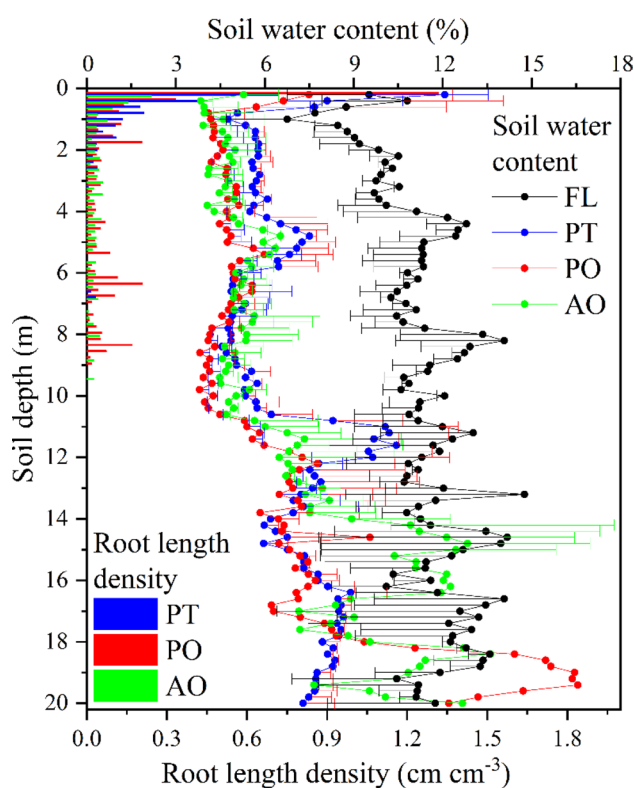 Soil water content (%)
0 3 6 9 12 15 18
Soil depth (m)
0
2
4
6
8
10
12
14
16
18
20
Soil water
content
FL
PT
PO
AO
Root length
density
PT
PO
AO
0.0 0.3 0.6 0.9 1.2 1.5 1.8
Root length density (cm cm⁻³)